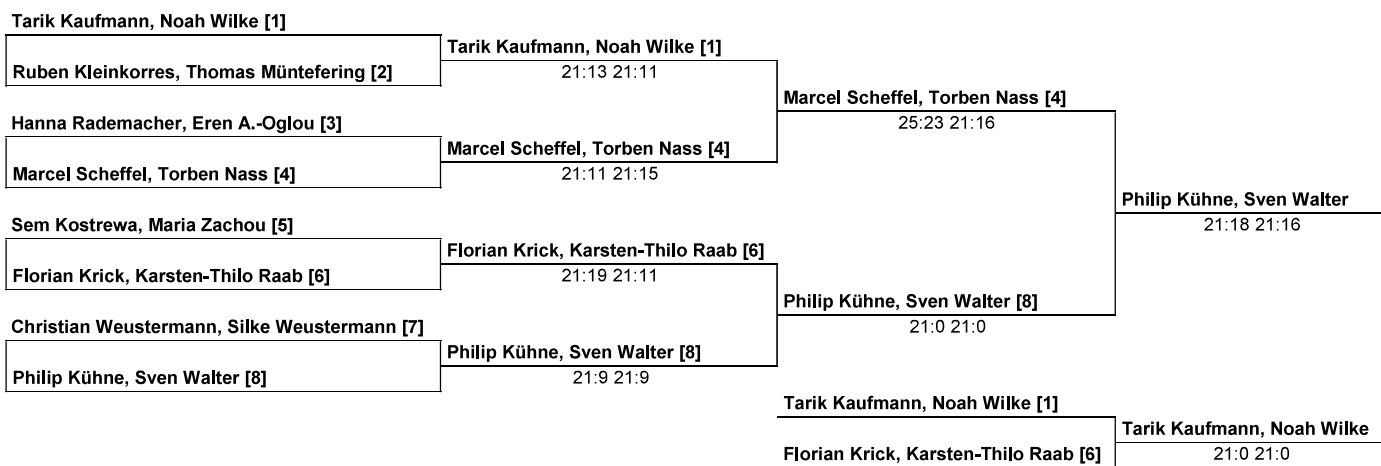 Tarik Kaufmann, Noah Wilke [1]
Ruben Kleinkorres, Thomas Müntefering [2]
Hanna Rademacher, Eren A.-Oglou [3]
Marcel Scheffel, Torben Nass [4]
Sem Kostrewa, Maria Zachou [5]
Florian Krick, Karsten-Thilo Raab [6]
Christian Weustermann, Silke Weustermann [7]
Philip Kühne, Sven Walter [8]
Tarik Kaufmann, Noah Wilke [1]
21:13 21:11
Marcel Scheffel, Torben Nass [4]
21:11 21:15
Florian Krick, Karsten-Thilo Raab [6]
21:19 21:11
Philip Kühne, Sven Walter [8]
21:9 21:9
Marcel Scheffel, Torben Nass [4]
25:23 21:16
Philip Kühne, Sven Walter [8]
21:0 21:0
Philip Kühne, Sven Walter
21:18 21:16
Tarik Kaufmann, Noah Wilke [1]
Florian Krick, Karsten-Thilo Raab [6]
Tarik Kaufmann, Noah Wilke
21:0 21:0